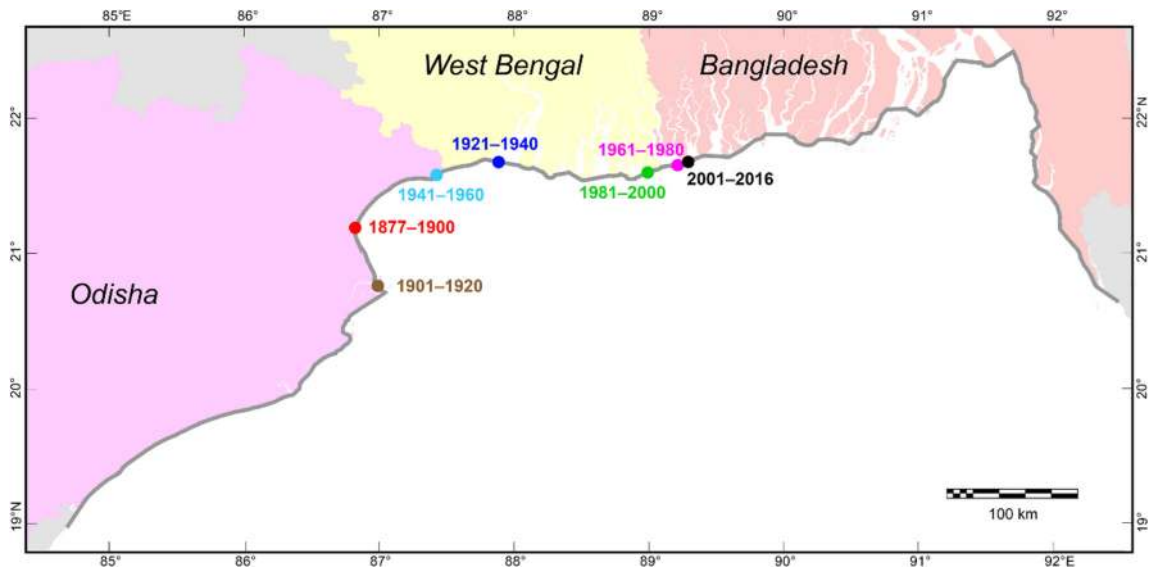 85°E 86° 87° 88° 89° 90° 91° 92°
West Bengal Bangladesh
22° 22°
1921–1940 1961–1980
1941–1960 1981–2000 2001–2016
1877–1900
21° 21°
1901–1920
Odisha
20° 20°
19°N 19°
100 km
85° 86° 87° 88° 89° 90° 91° 92°E